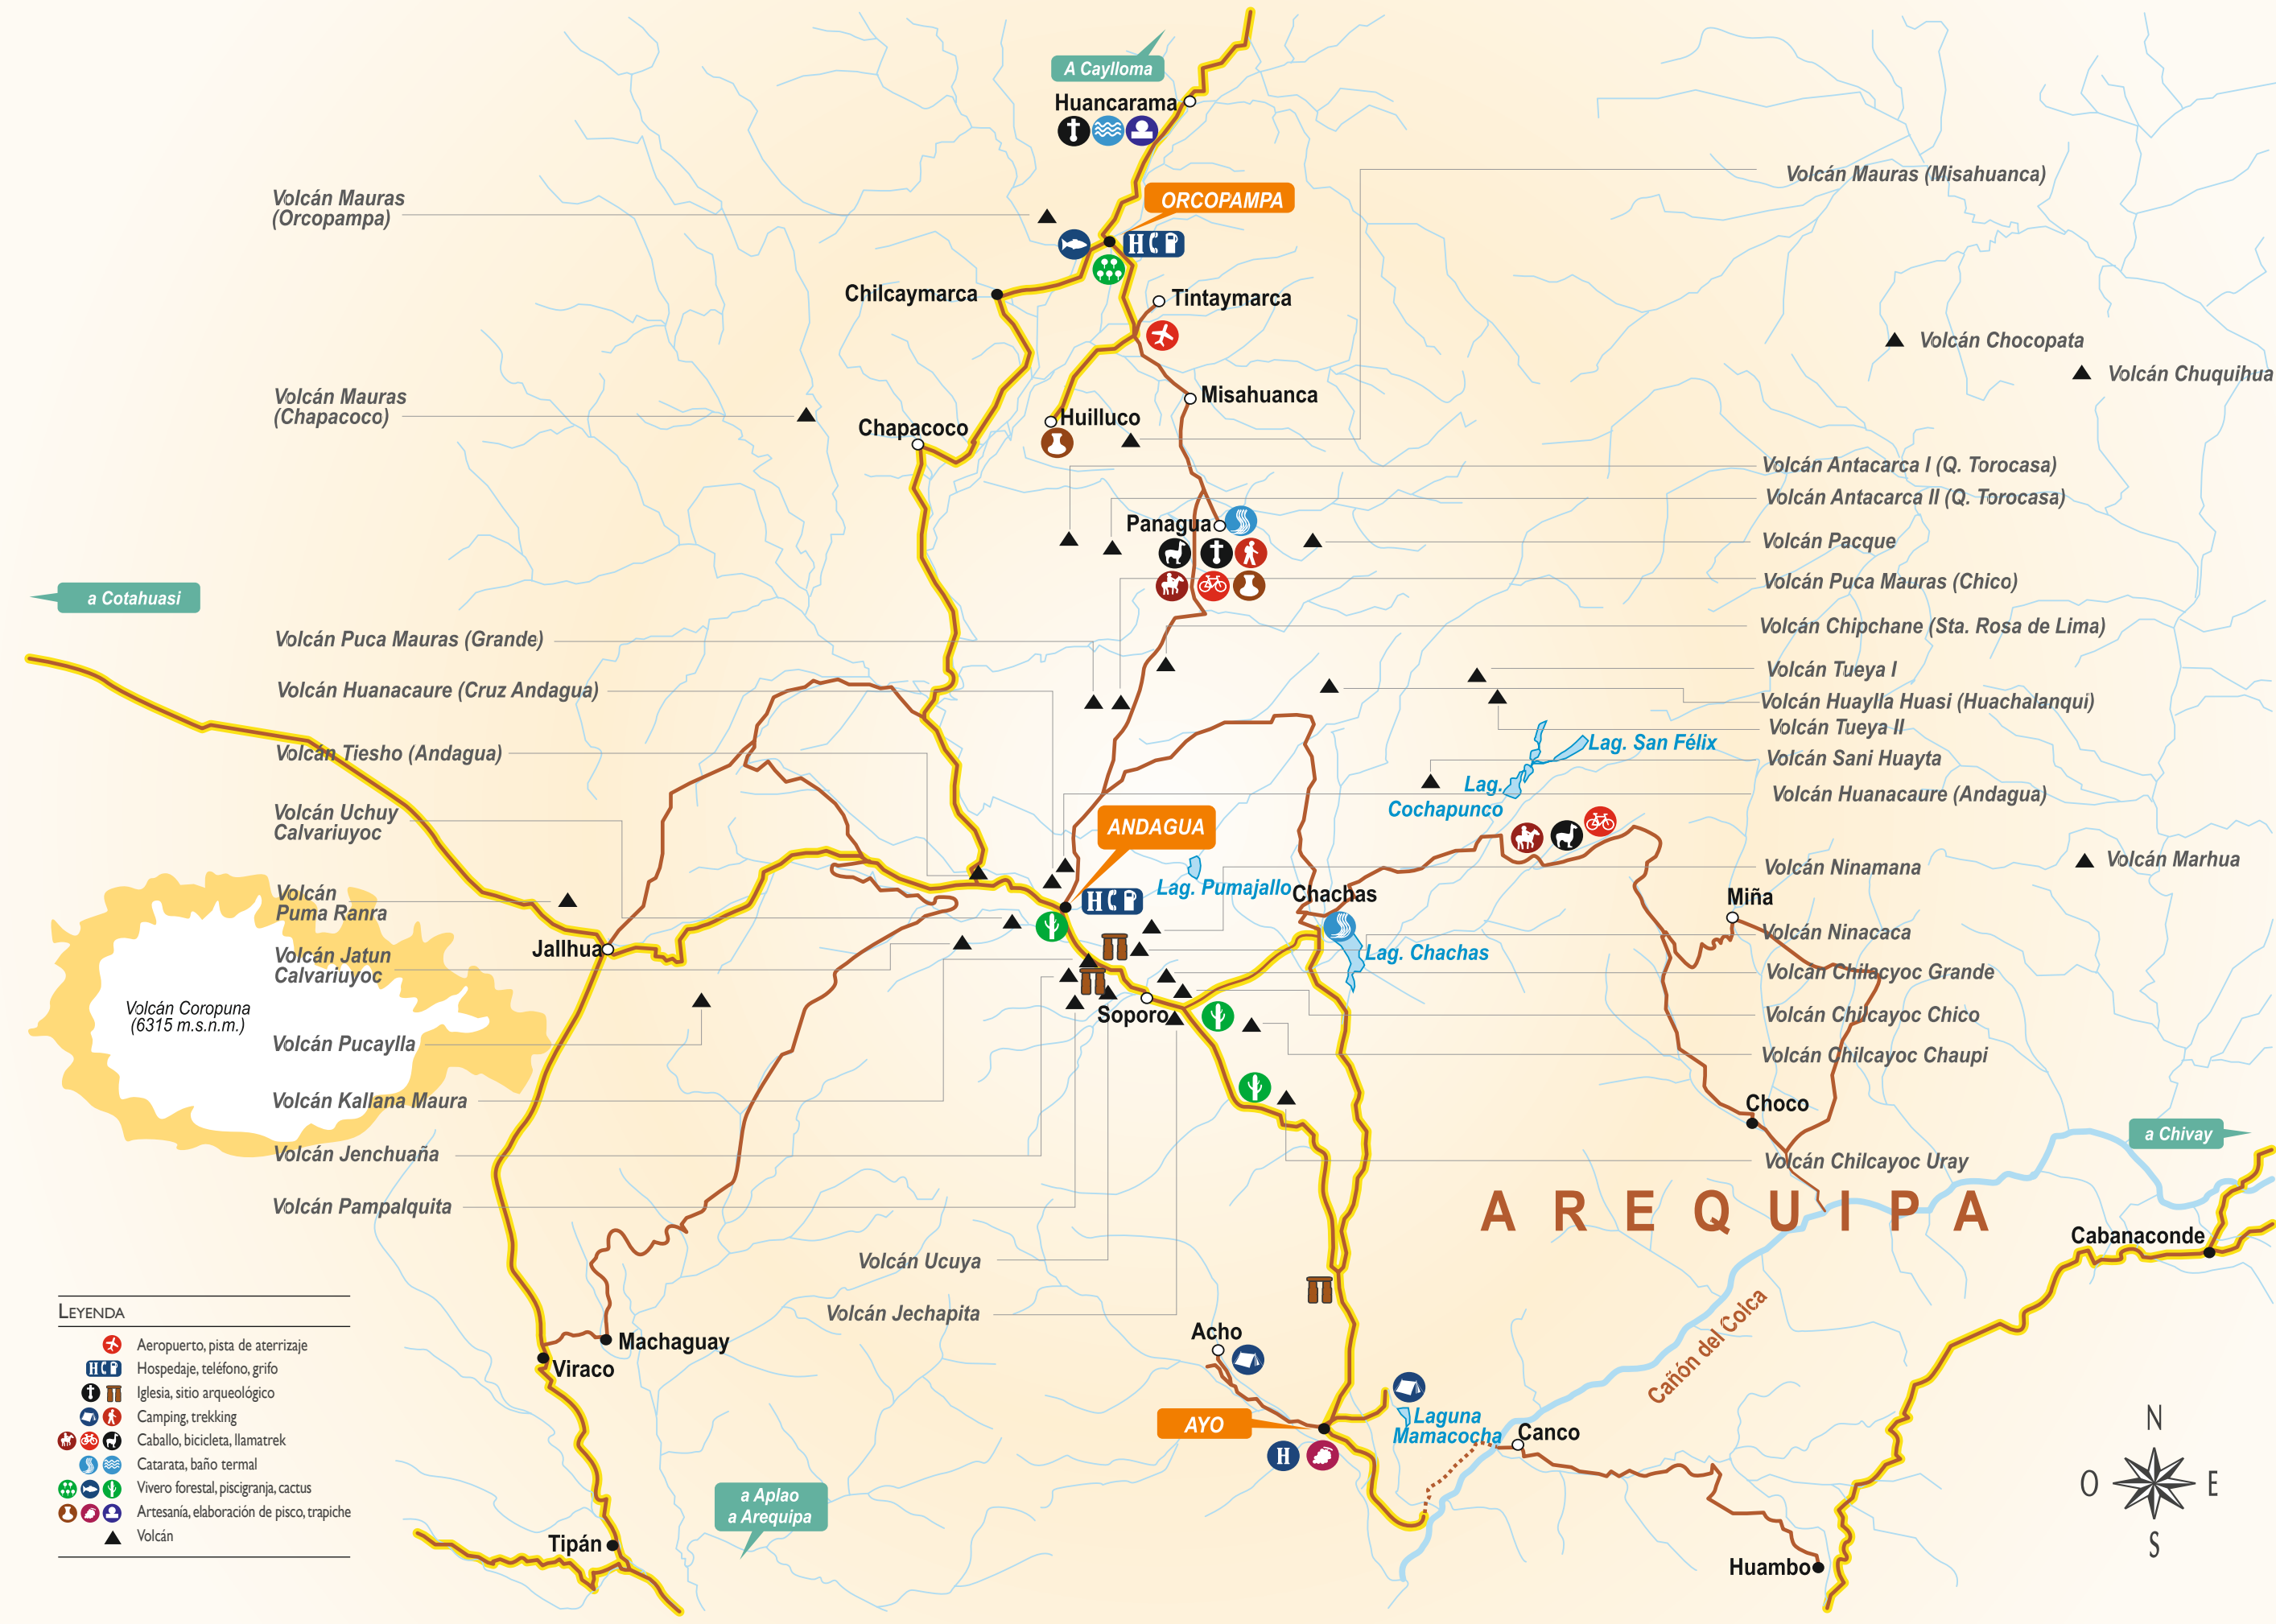 A Caylloma
Huancarama
ORCOPAMPA
H
Volcán Mauras
(Orcopampa)
Volcán Mauras (Misahuanca)
Chilcaymarca
Tintaymarca
Volcán Chocopata
Volcán Chuquihua
Volcán Mauras
(Chapacoco)
Misahuanca
Huilluco
Chapacoco
Volcán Antacarca I (Q. Torocasa)
Volcán Antacarca II (Q. Torocasa)
Panagua
Volcán Pacque
Volcán Puca Mauras (Chico)
a Cotahuasi
Volcán Chipchane (Sta. Rosa de Lima)
Volcán Puca Mauras (Grande)
Volcán Tueya I
Volcán Huanacaure (Cruz Andagua)
Volcán Huaylla Huasi (Huachalanqui)
Volcán Tueya II
Lag. San Félix
Volcán Tiesho (Andagua)
Volcán Sani Huayta
Lag.
Cochapunco
Volcán Huanacaure (Andagua)
Volcán Uchuy
Calvariuyoc
ANDAGUA
H
Volcán Ninamana
Volcán Marhua
Lag. Pumajallo
Chachas
Volcán
Puma Ranra
Miña
Volcán Ninacaca
Jallhua
Volcán Jatun
Calvariuyoc
Lag. Chachas
Volcán Chilacyoc Grande
Volcán Coropuna
(6315 m.s.n.m.)
Soporo
Volcán Chilcayoc Chico
Volcán Pucaylla
Volcán Chilcayoc Chaupi
Volcán Kallana Maura
Choco
a Chivay
Volcán Jenchuaña
Volcán Chilcayoc Uray
Volcán Pampalquita
AREQUIPA
Cabanaconde
Volcán Ucuya
Volcán Jechapita
Cañón del Colca
Acho
Machaguay
Viraco
AYO
H
Laguna
Mamacocha
Canco
a Aplao
a Arequipa
Tipán
Huambo
N
O
E
S
LEYENDA
Aeropuerto, pista de aterrizaje
H
Hospedaje, teléfono, grifo
Iglesia, sitio arqueológico
Camping, trekking
Caballo, bicicleta, llamatrek
Catarata, baño termal
Vivero forestal, piscigranja, cactus
Artesanía, elaboración de pisco, trapiche
Volcán